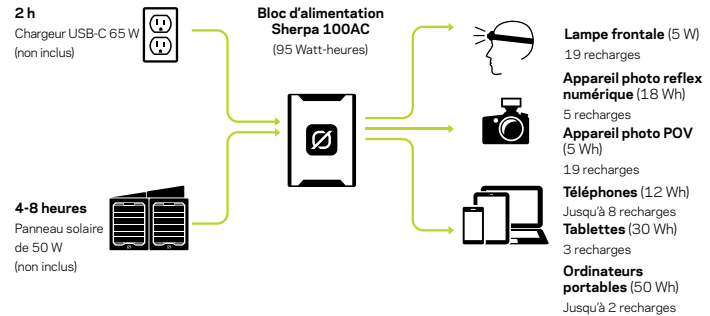 2 h
Chargeur USB-C 65 W
(non inclus)
4-8 heures
Panneau solaire
de 50 W
(non inclus)
Bloc d'alimentation
Sherpa 100AC
(95 Watt-heures)
Lampe frontale (5 W)
19 recharges
Appareil photo reflex
numérique (18 Wh)
5 recharges
Appareil photo POV
(5 Wh)
19 recharges
Téléphones (12 Wh)
Jusqu'à 8 recharges
Tablettes (30 Wh)
3 recharges
Ordinateurs
portables (50 Wh)
Jusqu'à 2 recharges